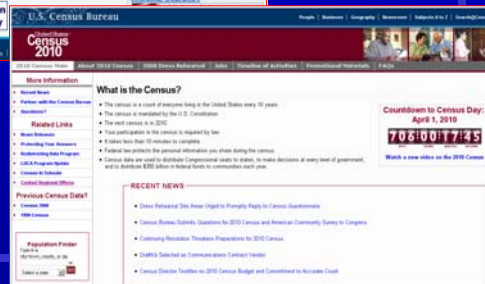 U.S. Census Bureau
People | Business | Geography | Newsroom | Subjects A to Z | Search@Census
United States
Census
2010
2010 Census Home
About 2010 Census
2008 Dress Rehearsal
Jobs
Timeline of Activities
Promotional Materials
FAQs
More Information
Recent News
Partner with the Census Bureau
Questions?
Related Links
News Releases
Protecting Your Answers
Redistricting Data Program
LUCA Program Update
Census in Schools
Contact Regional Offices
Previous Census Data?
Census 2000
1990 Census
Population Finder
city/town, county, or zip
Select a state
What is the Census?
The census is a count of everyone living in the United States every 10 years.
The census is mandated by the U.S. Constitution.
The next census is in 2010.
Your participation in the census is required by law.
It takes less than 10 minutes to complete.
Federal law protects the personal information you share during the census.
Census data are used to distribute Congressional seats to states, to make decisions at every level of government,
and to distribute $300 billion in federal funds to communities each year.
RECENT NEWS
Dress Rehearsal Site Areas Urged to Promptly Reply to Census Questionnaire
Census Bureau Submits Questions for 2010 Census and American Community Survey to Congress
Continuing Resolution Threatens Preparations for 2010 Census
Draftfcb Selected as Communications Contract Vendor
Census Director Testifies on 2010 Census Budget and Commitment to Accurate Count
Countdown to Census Day:
April 1, 2010
706:00:17:45
Watch a new video on the 2010 Census